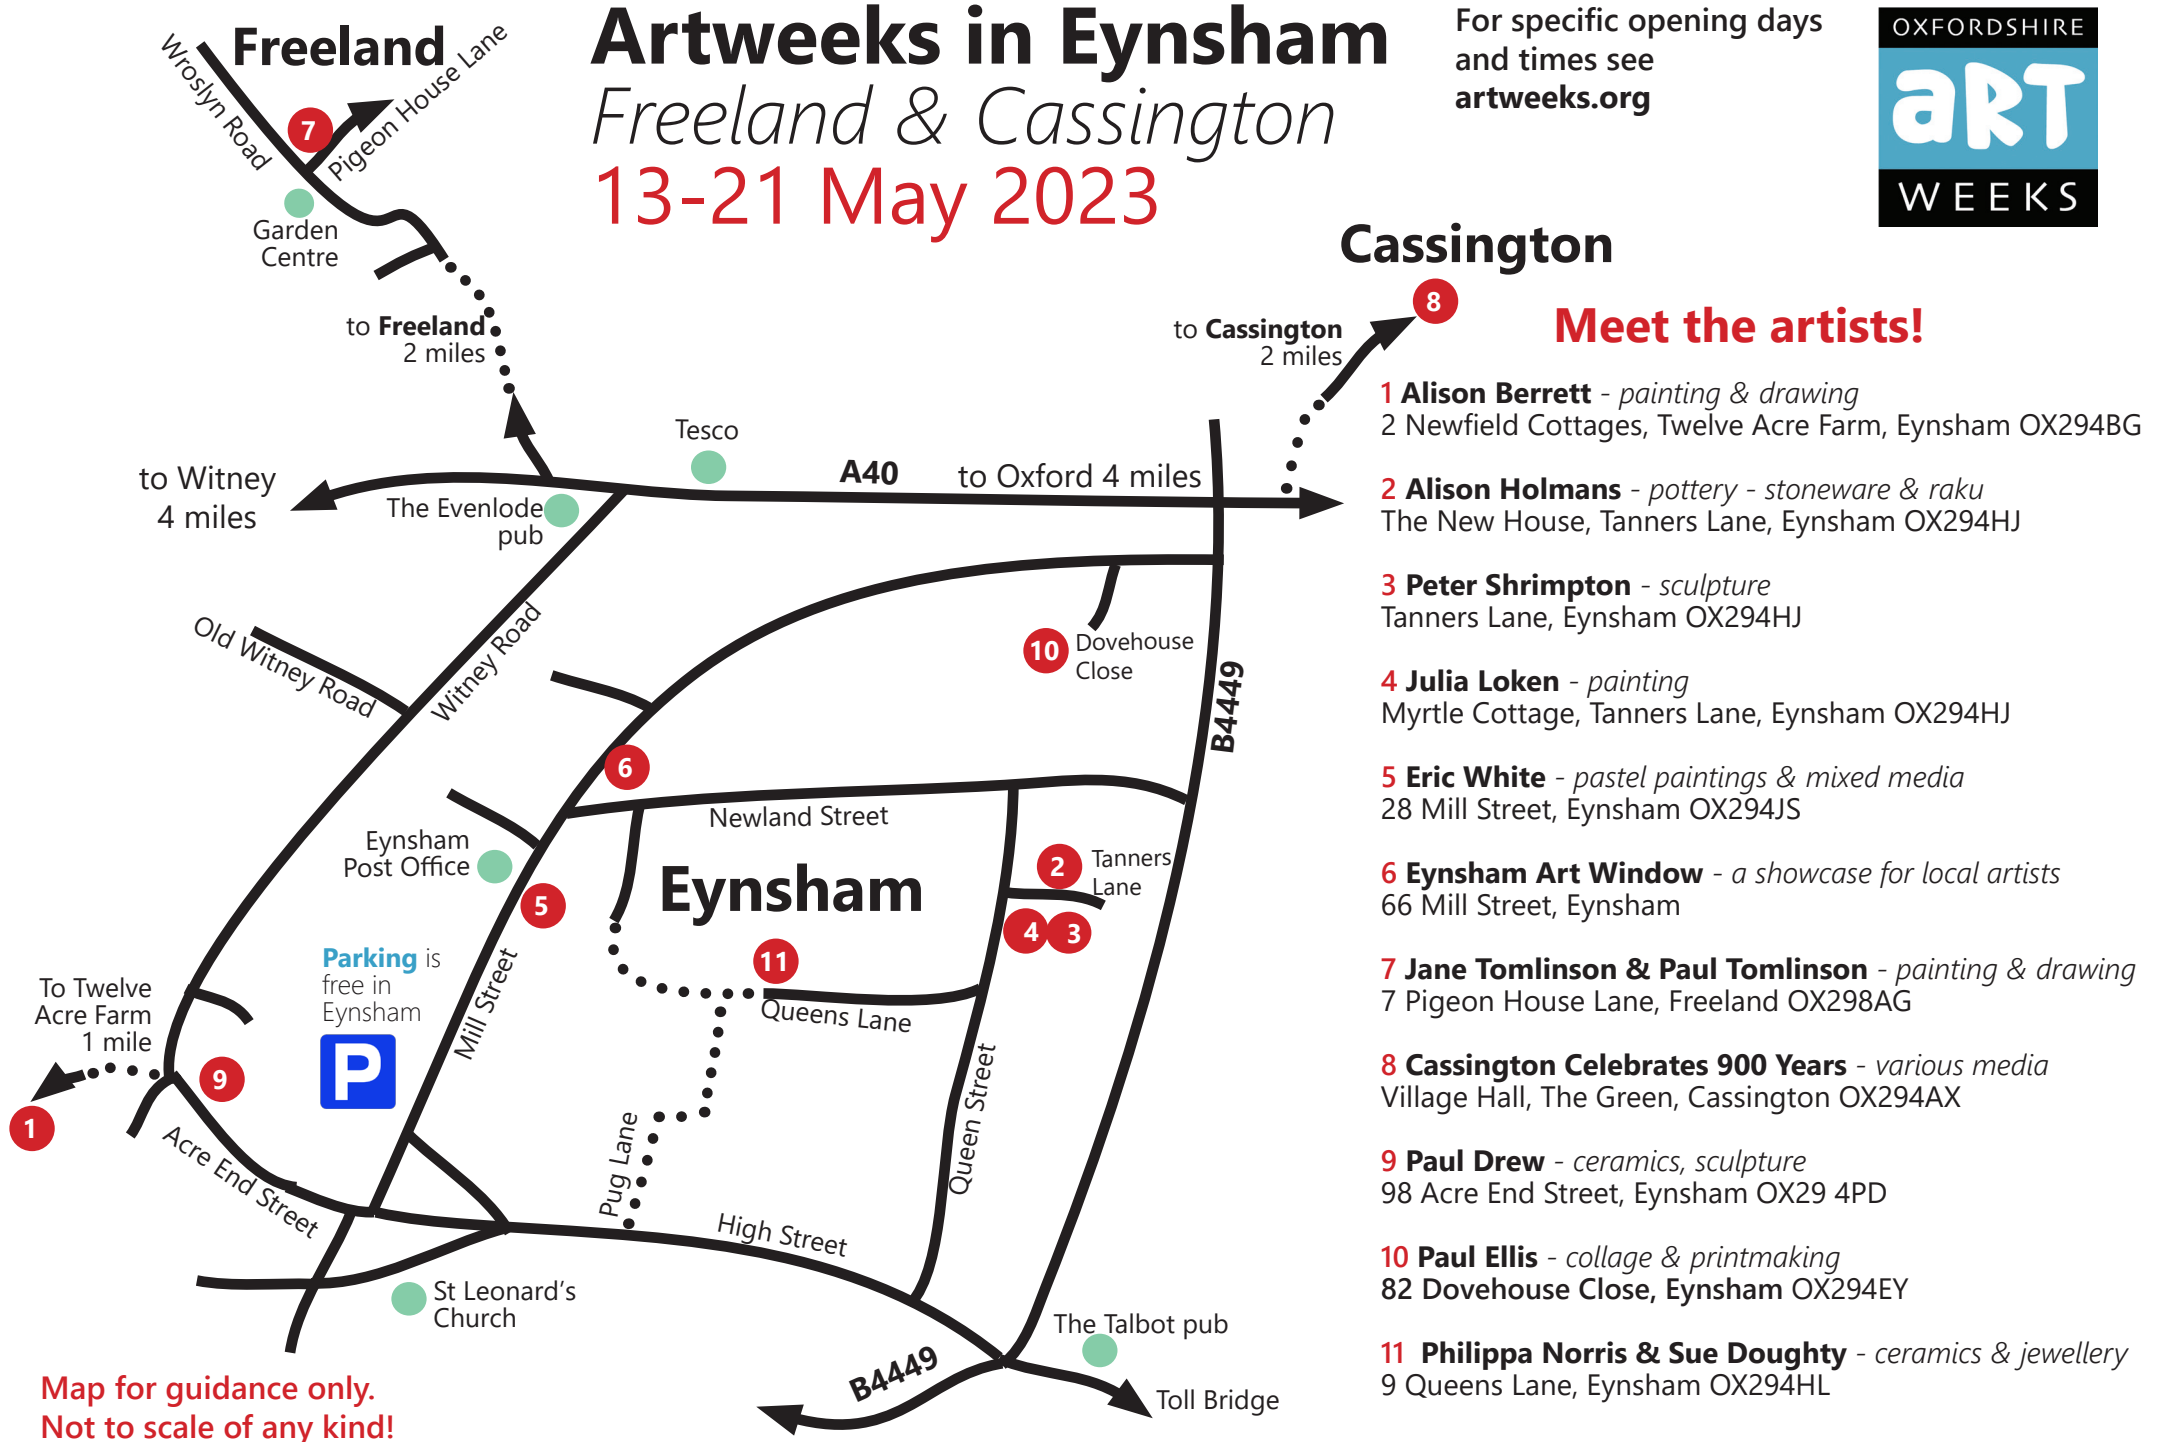 Artweeks in Eynsham
Freeland & Cassington
13-21 May 2023
For specific opening days
and times see
artweeks.org
OXFORDSHIRE
aRT
WEEKS
Freeland
Wroslyn Road
Pigeon House Lane
7
Garden
Centre
to Freeland
2 miles
Cassington
8
to Cassington
2 miles
to Witney
4 miles
The Evenlode
pub
Tesco
A40
to Oxford 4 miles
Old Witney Road
Witney Road
10
Dovehouse
Close
B4449
6
Newland Street
Eynsham
Post Office
5
Eynsham
2
Tanners
Lane
4
3
11
Queens Lane
Parking is
free in
Eynsham
P
Mill Street
To Twelve
Acre Farm
1 mile
9
1
Acre End Street
Pug Lane
Queen Street
High Street
St Leonard's
Church
The Talbot pub
B4449
Toll Bridge
Map for guidance only.
Not to scale of any kind!
Meet the artists!
1 Alison Berrett - painting & drawing
2 Newfield Cottages, Twelve Acre Farm, Eynsham OX294BG
2 Alison Holmans - pottery - stoneware & raku
The New House, Tanners Lane, Eynsham OX294HJ
3 Peter Shrimpton - sculpture
Tanners Lane, Eynsham OX294HJ
4 Julia Loken - painting
Myrtle Cottage, Tanners Lane, Eynsham OX294HJ
5 Eric White - pastel paintings & mixed media
28 Mill Street, Eynsham OX294JS
6 Eynsham Art Window - a showcase for local artists
66 Mill Street, Eynsham
7 Jane Tomlinson & Paul Tomlinson - painting & drawing
7 Pigeon House Lane, Freeland OX298AG
8 Cassington Celebrates 900 Years - various media
Village Hall, The Green, Cassington OX294AX
9 Paul Drew - ceramics, sculpture
98 Acre End Street, Eynsham OX29 4PD
10 Paul Ellis - collage & printmaking
82 Dovehouse Close, Eynsham OX294EY
11 Philippa Norris & Sue Doughty - ceramics & jewellery
9 Queens Lane, Eynsham OX294HL